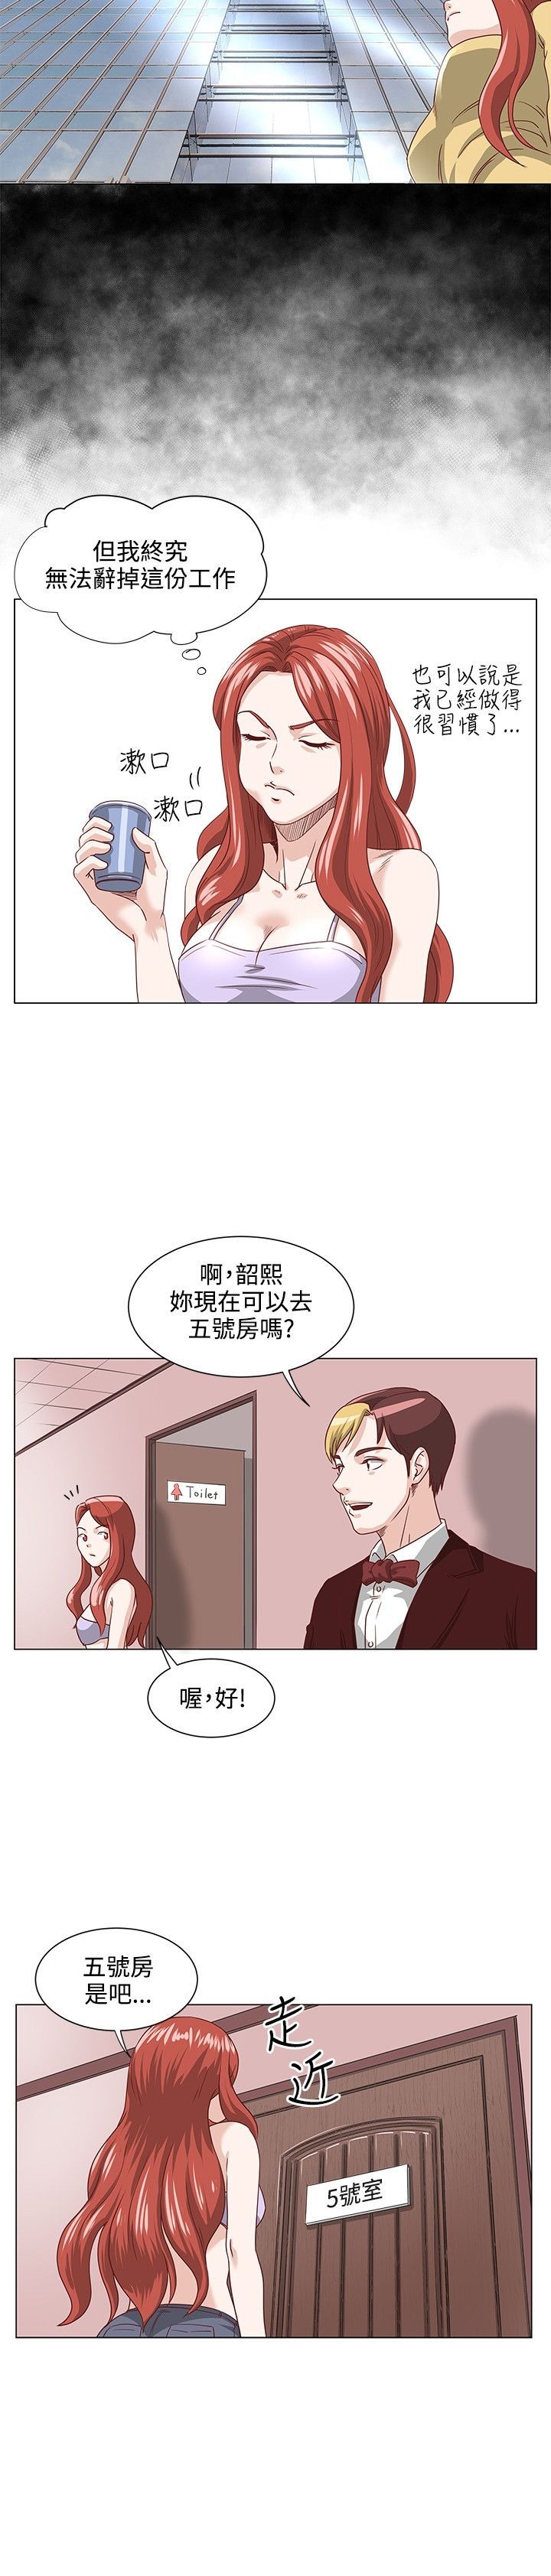 但我終究
無法辭掉這份工作
也可以說是
我已經做得
很習慣了...
漱口
漱口
啊,韶熙
妳現在可以去
五號房嗎?
Toilet
喔,好!
五號房
是吧...
走近
5號室